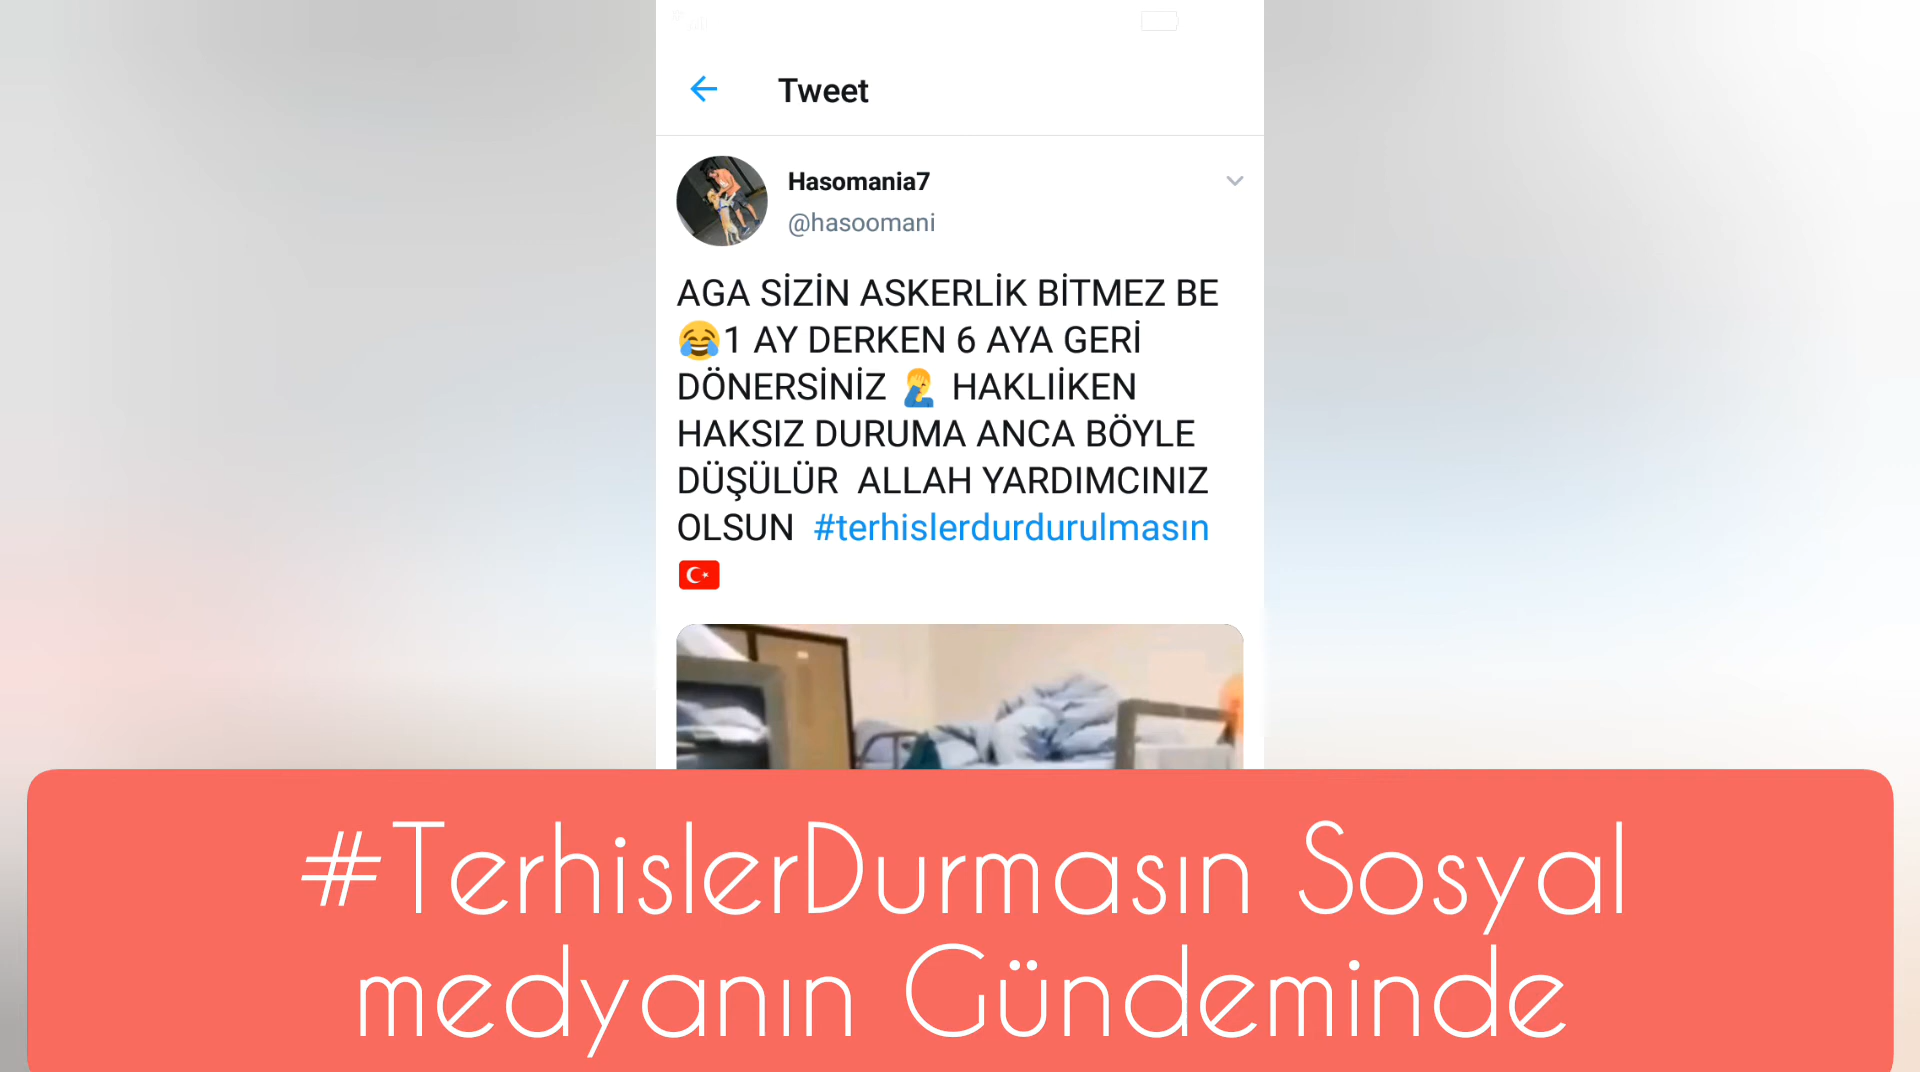 Tweet
Hasomania7
@hasoomani
AGA SİZİN ASKERLİK BİTMEZ BE
😂1 AY DERKEN 6 AYA GERİ
DÖNERSİNİZ 🤦‍♂️ HAKLIİKEN
HAKSIZ DURUMA ANCA BÖYLE
DÜŞÜLÜR ALLAH YARDIMCINIZ
OLSUN #terhislerdurdurulmasın
🇹🇷
#TerhislerDurmasın Sosyal
medyanın Gündeminde